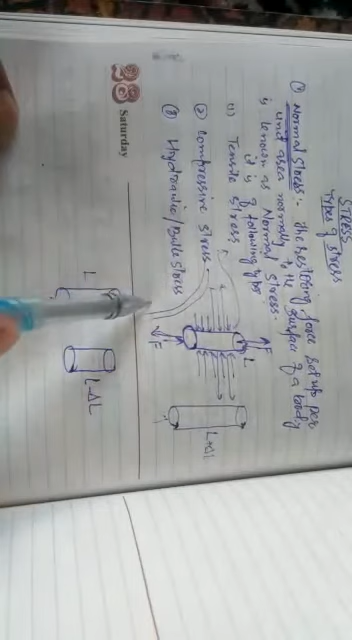 STRESS
Types of stress
① Normal Stress:- The restoring force set up per
unit area normally to the surface of a body
is known as Normal Stress.
it is of following type
(i) Tensile Stress
② Compressive Stress
③ Hydraulic/Bulk Stress
F
L
F
L-ΔL
28 Saturday
L
L-ΔL